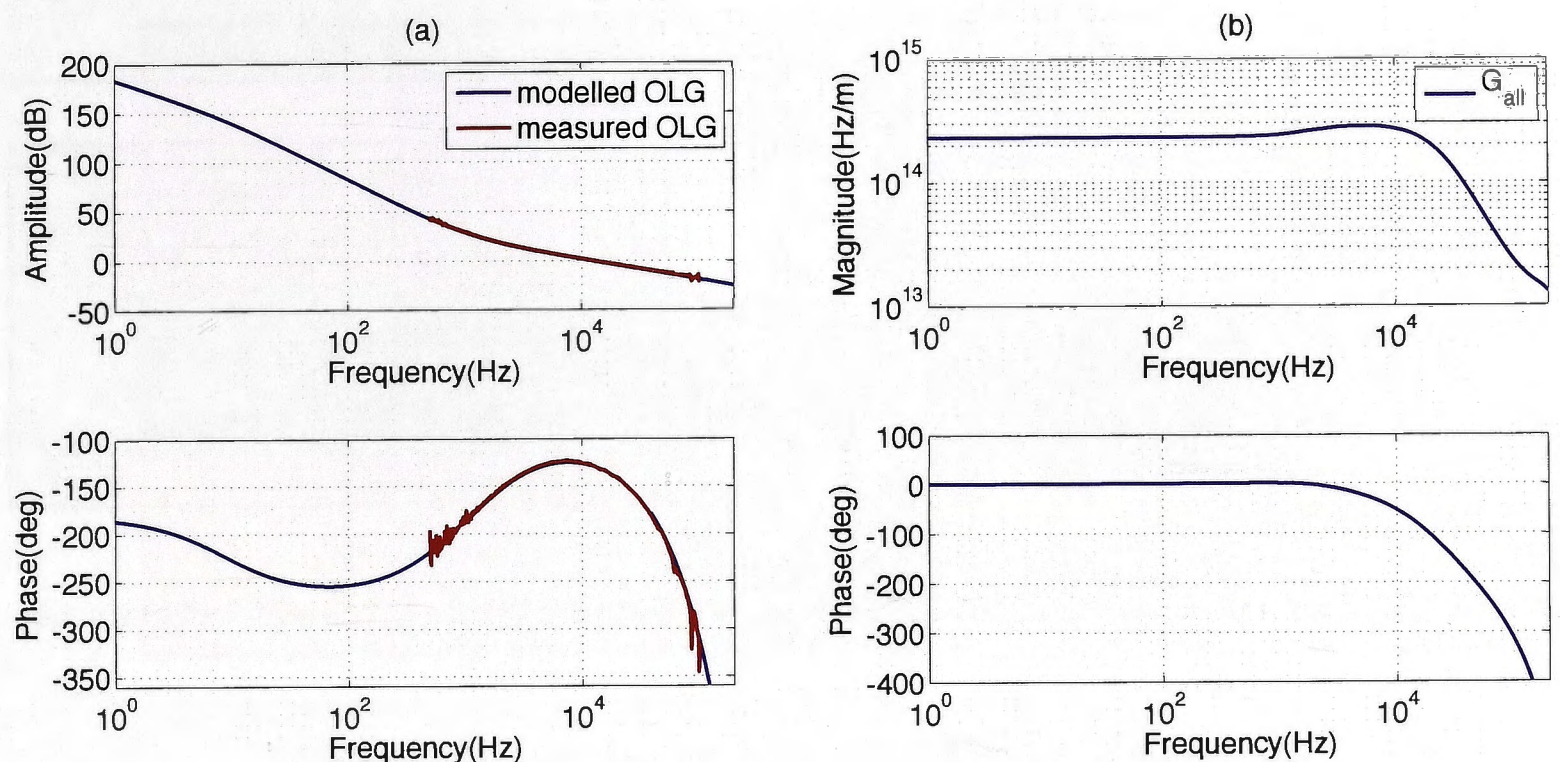 (a)
Amplitude(dB)
200
150
100
50
0
-50
modelled OLG
measured OLG
10^0
10^2
10^4
Frequency(Hz)
Phase(deg)
-100
-150
-200
-250
-300
-350
10^0
10^2
10^4
Frequency(Hz)
(b)
Magnitude(Hz/m)
10^15
10^14
10^13
G_all
10^0
10^2
10^4
Frequency(Hz)
Phase(deg)
100
0
-100
-200
-300
-400
10^0
10^2
10^4
Frequency(Hz)